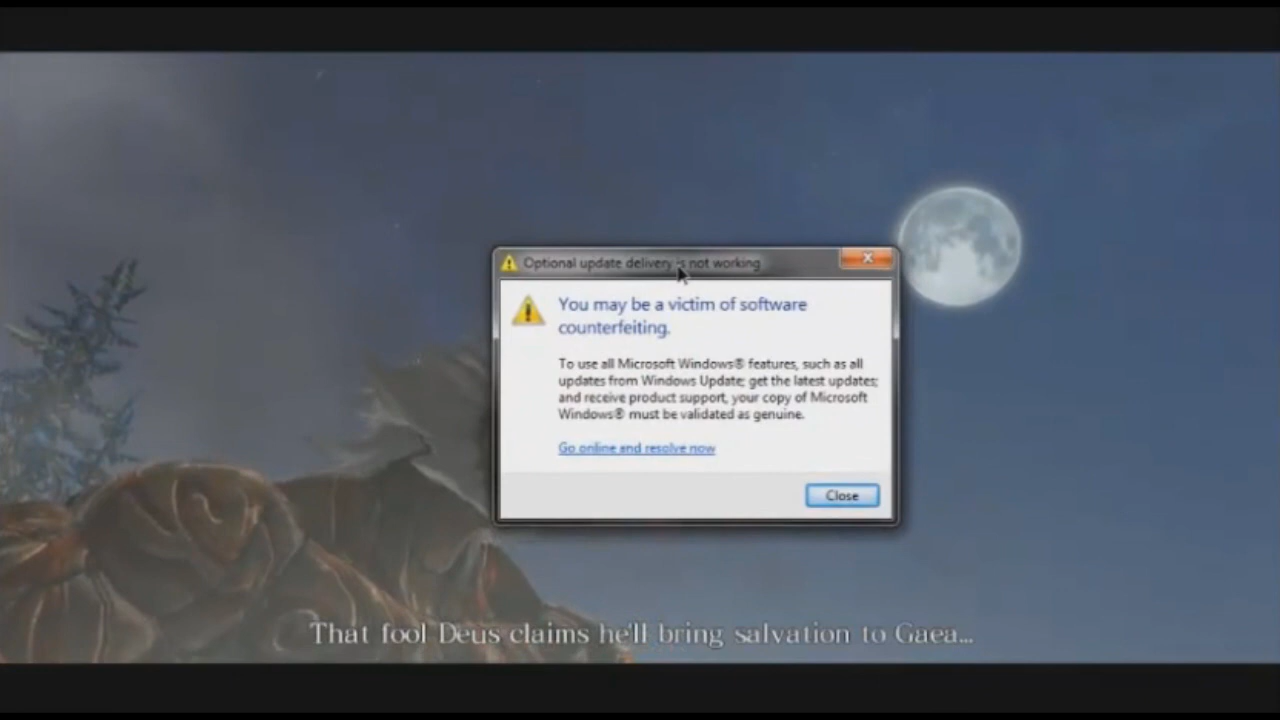 Optional update delivery is not working
You may be a victim of software
counterfeiting.
To use all Microsoft Windows® features, such as all
updates from Windows Update; get the latest updates;
and receive product support, your copy of Microsoft
Windows® must be validated as genuine.
Go online and resolve now
Close
That fool Deus claims he'll bring salvation to Gaea...